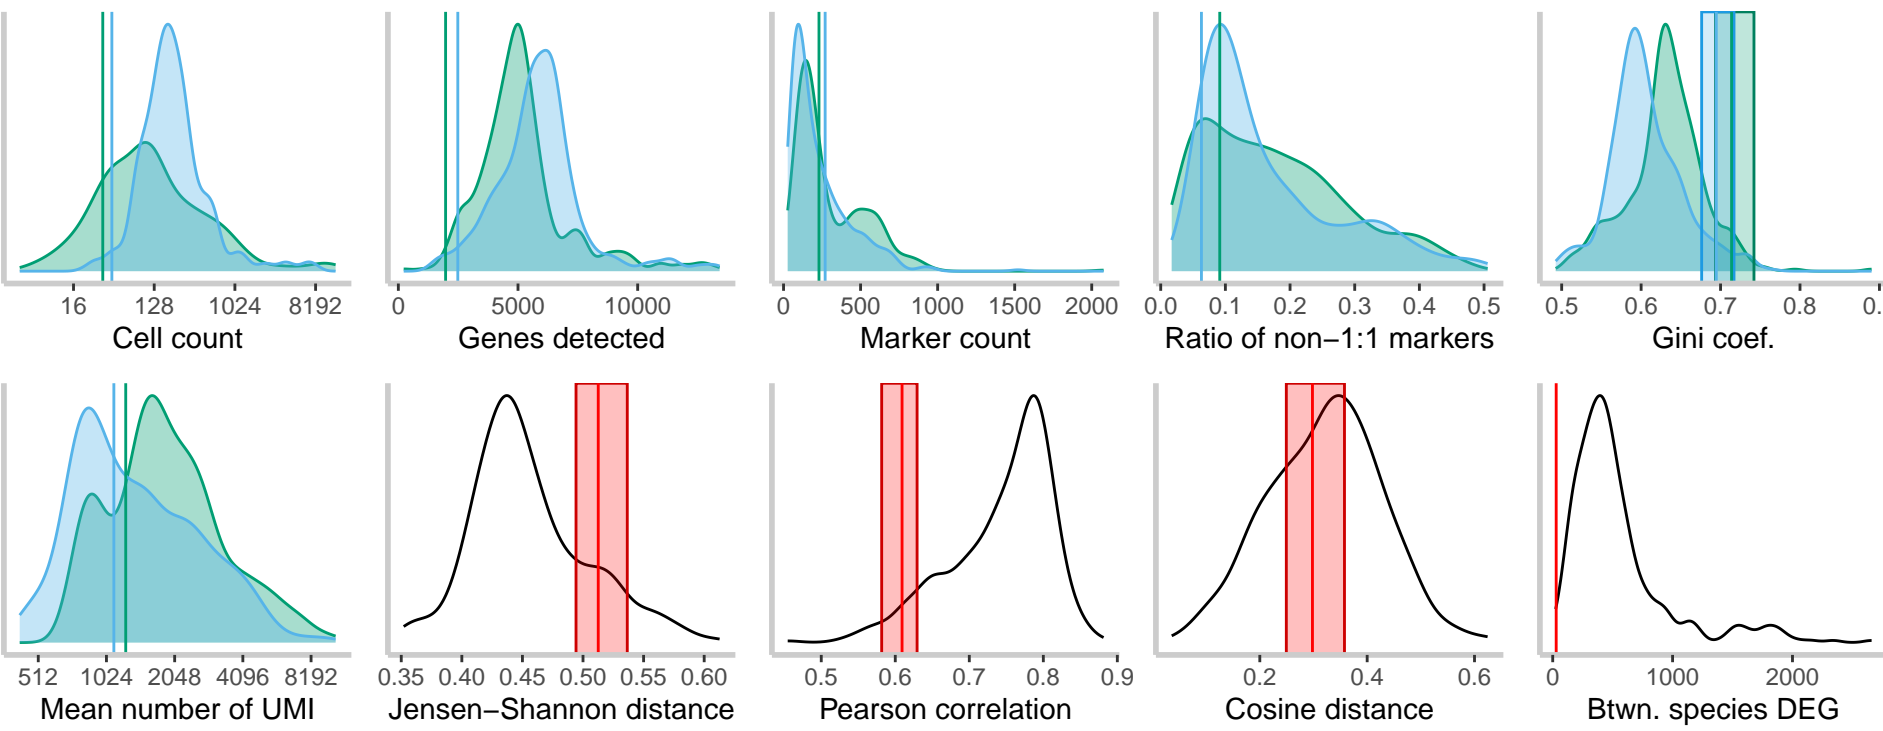 16 128 1024 8192
Cell count
0 5000 10000
Genes detected
0 500 1000 1500 2000
Marker count
0.0 0.1 0.2 0.3 0.4 0.5
Ratio of non−1:1 markers
0.5 0.6 0.7 0.8 0.
Gini coef.
512 1024 2048 4096 8192
Mean number of UMI
0.35 0.40 0.45 0.50 0.55 0.60
Jensen−Shannon distance
0.5 0.6 0.7 0.8 0.9
Pearson correlation
0.2 0.4 0.6
Cosine distance
0 1000 2000
Btwn. species DEG